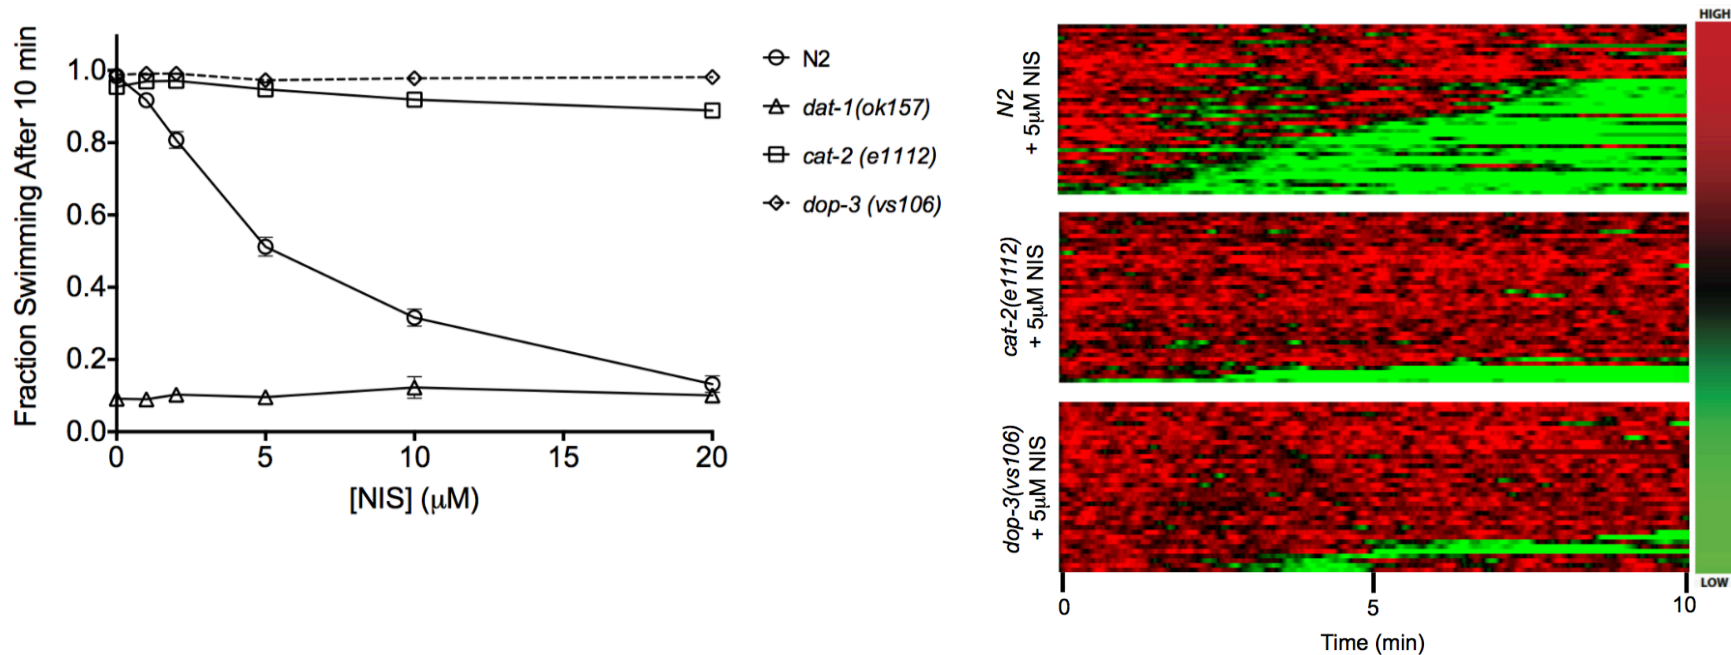 Fraction Swimming After 10 min
1.0
0.8
0.6
0.4
0.2
0.0
0 5 10 15 20
[NIS] (μM)
N2
dat-1(ok157)
cat-2 (e1112)
dop-3 (vs106)
N2
+ 5μM NIS
cat-2(e1112)
+ 5μM NIS
dop-3(vs106)
+ 5μM NIS
0 5 10
Time (min)
HIGH
LOW